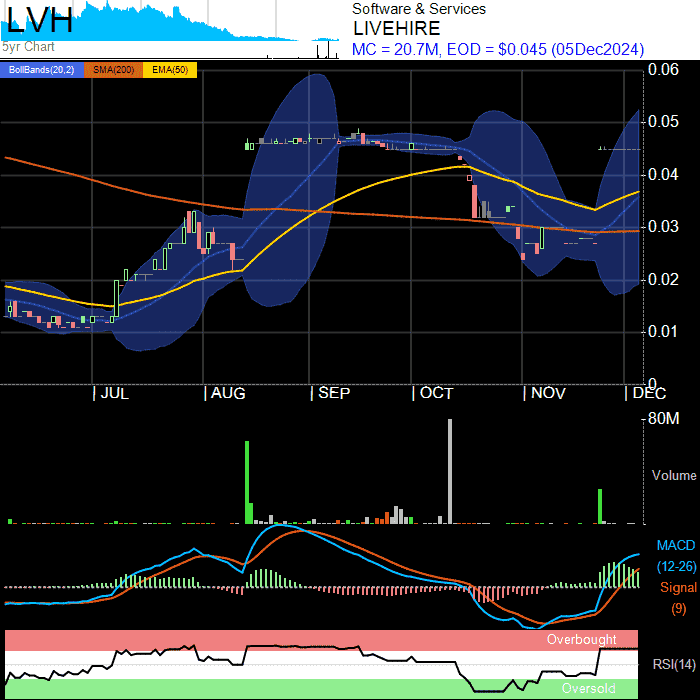 LVH
5yr Chart
Software & Services
LIVEHIRE
MC = 20.7M, EOD = $0.045 (05Dec2024)
BollBands(20,2) SMA(200) EMA(50)
0.06
0.05
0.04
0.03
0.02
0.01
0
| JUL | AUG | SEP | OCT | NOV | DEC
80M
Volume
MACD
(12-26)
Signal
(9)
Overbought
RSI(14)
Oversold